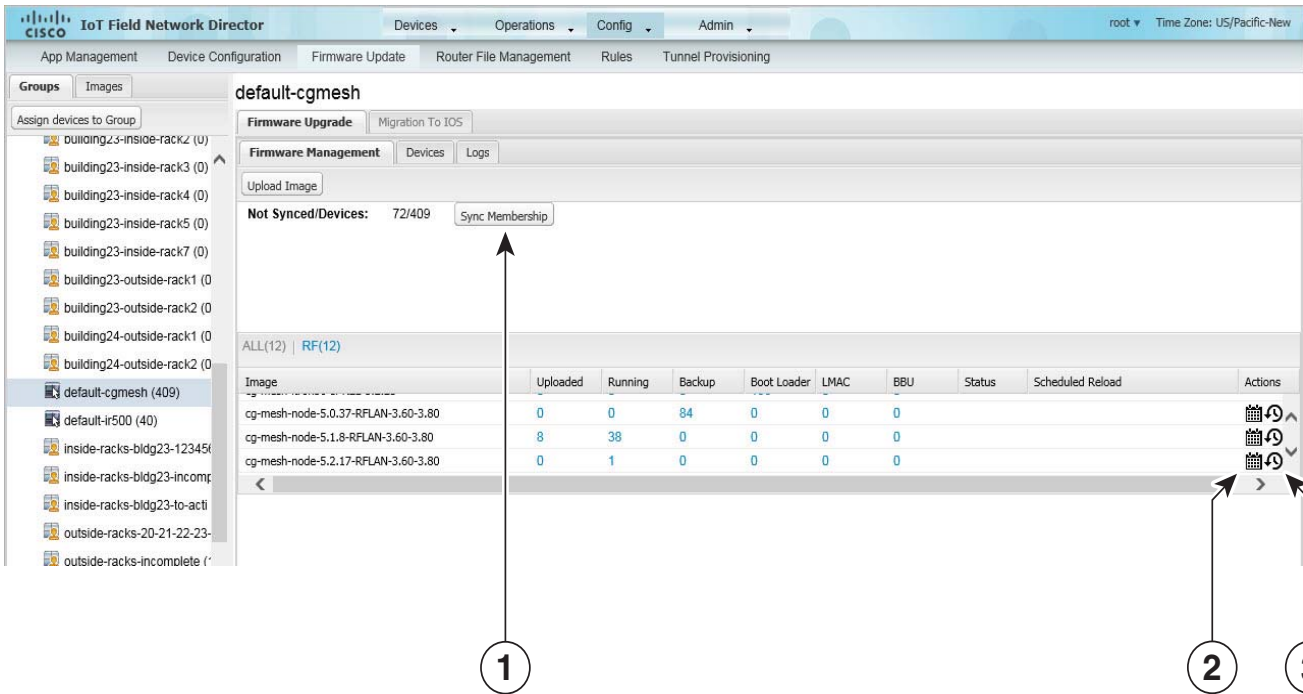 CISCO IoT Field Network Director Devices Operations Config Admin root Time Zone: US/Pacific-New
App Management Device Configuration Firmware Update Router File Management Rules Tunnel Provisioning
Groups Images
Assign devices to Group
building23-inside-rack2 (0)
building23-inside-rack3 (0)
building23-inside-rack4 (0)
building23-inside-rack5 (0)
building23-inside-rack7 (0)
building23-outside-rack1 (0
building23-outside-rack2 (0
building24-outside-rack1 (0
building24-outside-rack2 (0
default-cgmesh (409)
default-ir500 (40)
inside-racks-bldg23-123456
inside-racks-bldg23-incomp
inside-racks-bldg23-to-acti
outside-racks-20-21-22-23-
outside-racks-incomplete (
default-cgmesh
Firmware Upgrade Migration To IOS
Firmware Management Devices Logs
Upload Image
Not Synced/Devices: 72/409 Sync Membership
ALL(12) | RF(12)
Image Uploaded Running Backup Boot Loader LMAC BBU Status Scheduled Reload Actions
cg-mesh-node-5.0.37-RFLAN-3.60-3.80 0 0 84 0 0 0
cg-mesh-node-5.1.8-RFLAN-3.60-3.80 8 38 0 0 0 0
cg-mesh-node-5.2.17-RFLAN-3.60-3.80 0 1 0 0 0 0
1 2